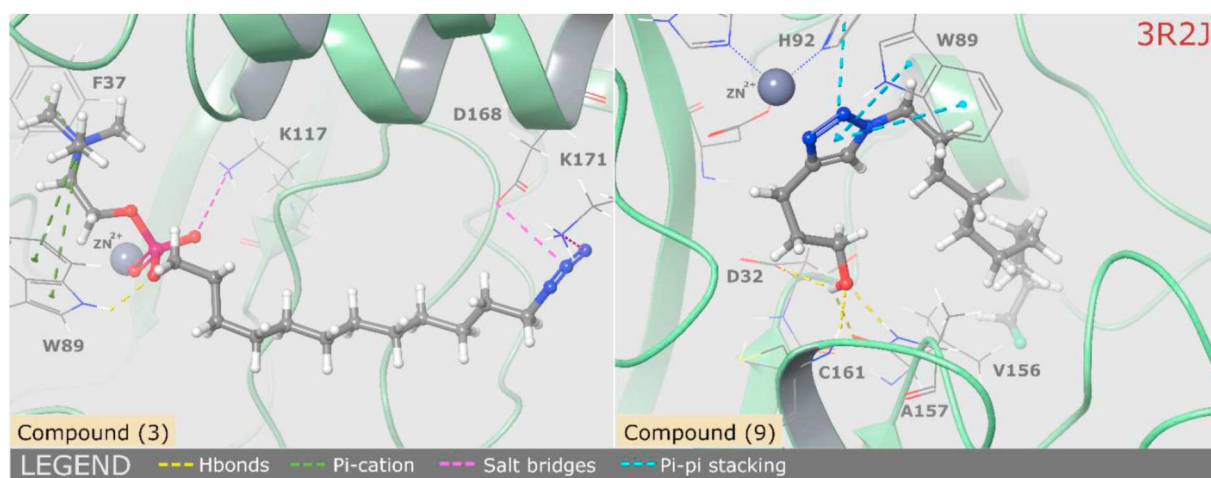 F37
K117
D168
K171
ZN2+
W89
Compound (3)
H92
W89
3R2J
ZN2+
D32
C161
V156
A157
Compound (9)
LEGEND Hbonds Pi-cation Salt bridges Pi-pi stacking